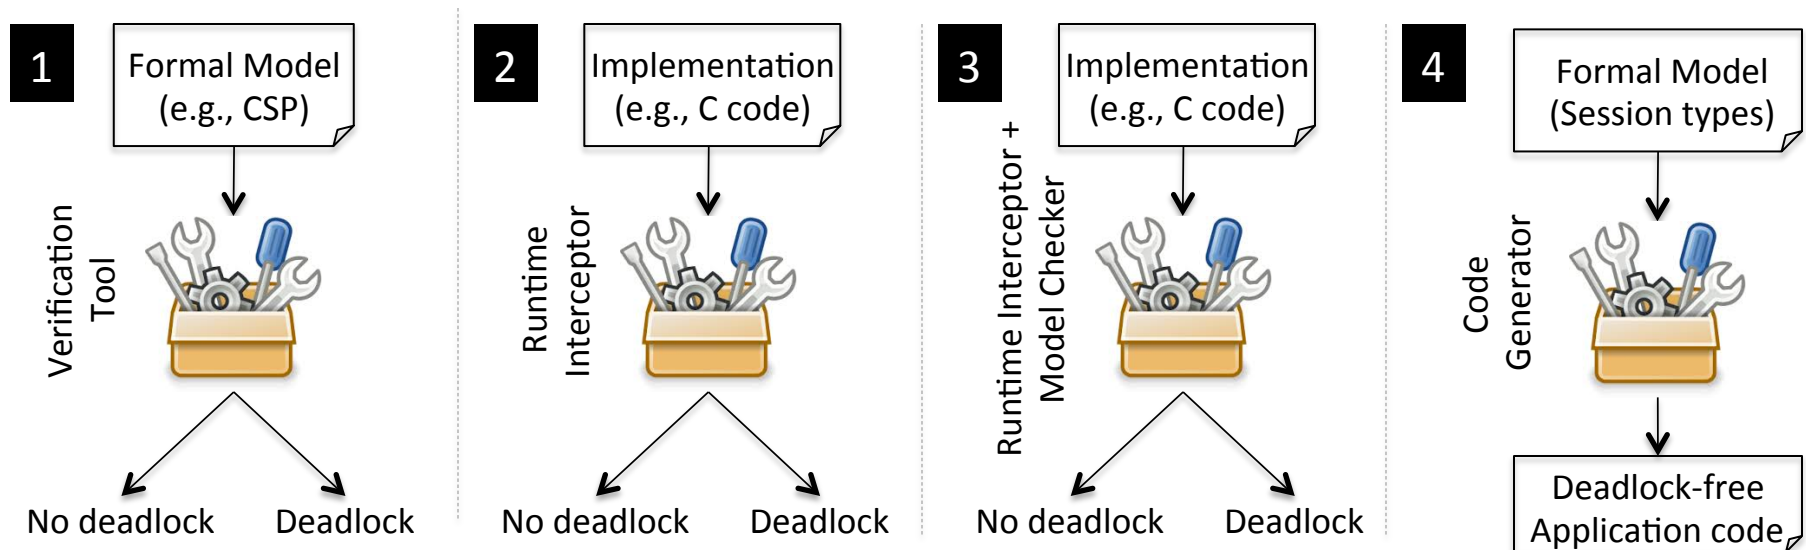 1
Formal Model
(e.g., CSP)
Verification
Tool
No deadlock
Deadlock
2
Implementation
(e.g., C code)
Runtime
Interceptor
No deadlock
Deadlock
3
Implementation
(e.g., C code)
Runtime Interceptor +
Model Checker
No deadlock
Deadlock
4
Formal Model
(Session types)
Code
Generator
Deadlock-free
Application code